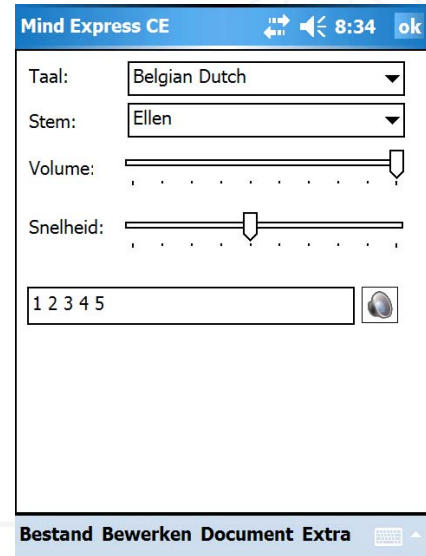 Mind Express CE 8:34 ok
Taal: Belgian Dutch
Stem: Ellen
Volume:
Snelheid:
1 2 3 4 5
Bestand Bewerken Document Extra